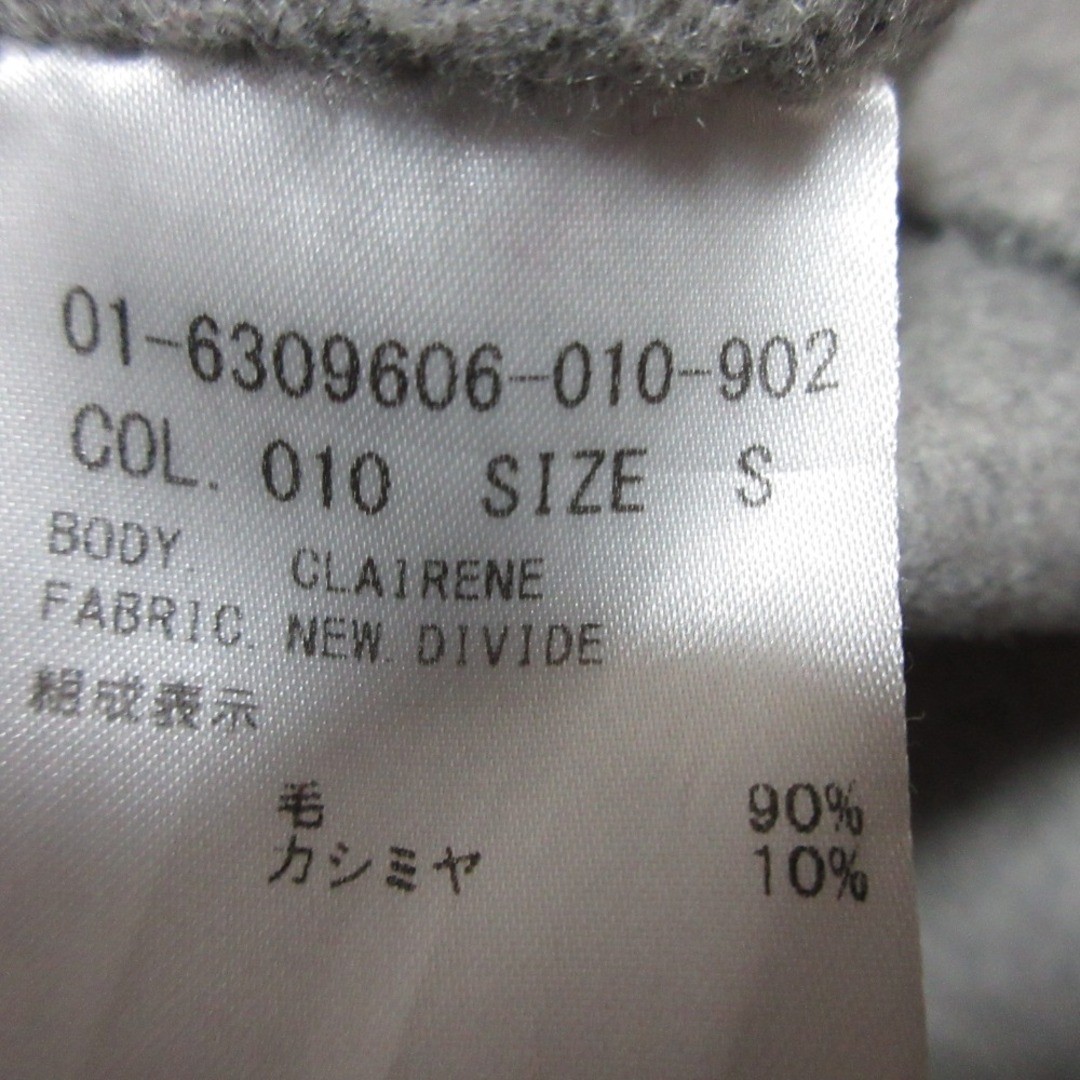 01-6309606-010-902
COL. 010 SIZE S
BODY. CLAIRENE
FABRIC. NEW DIVIDE
組成表示
毛 90%
カシミヤ 10%